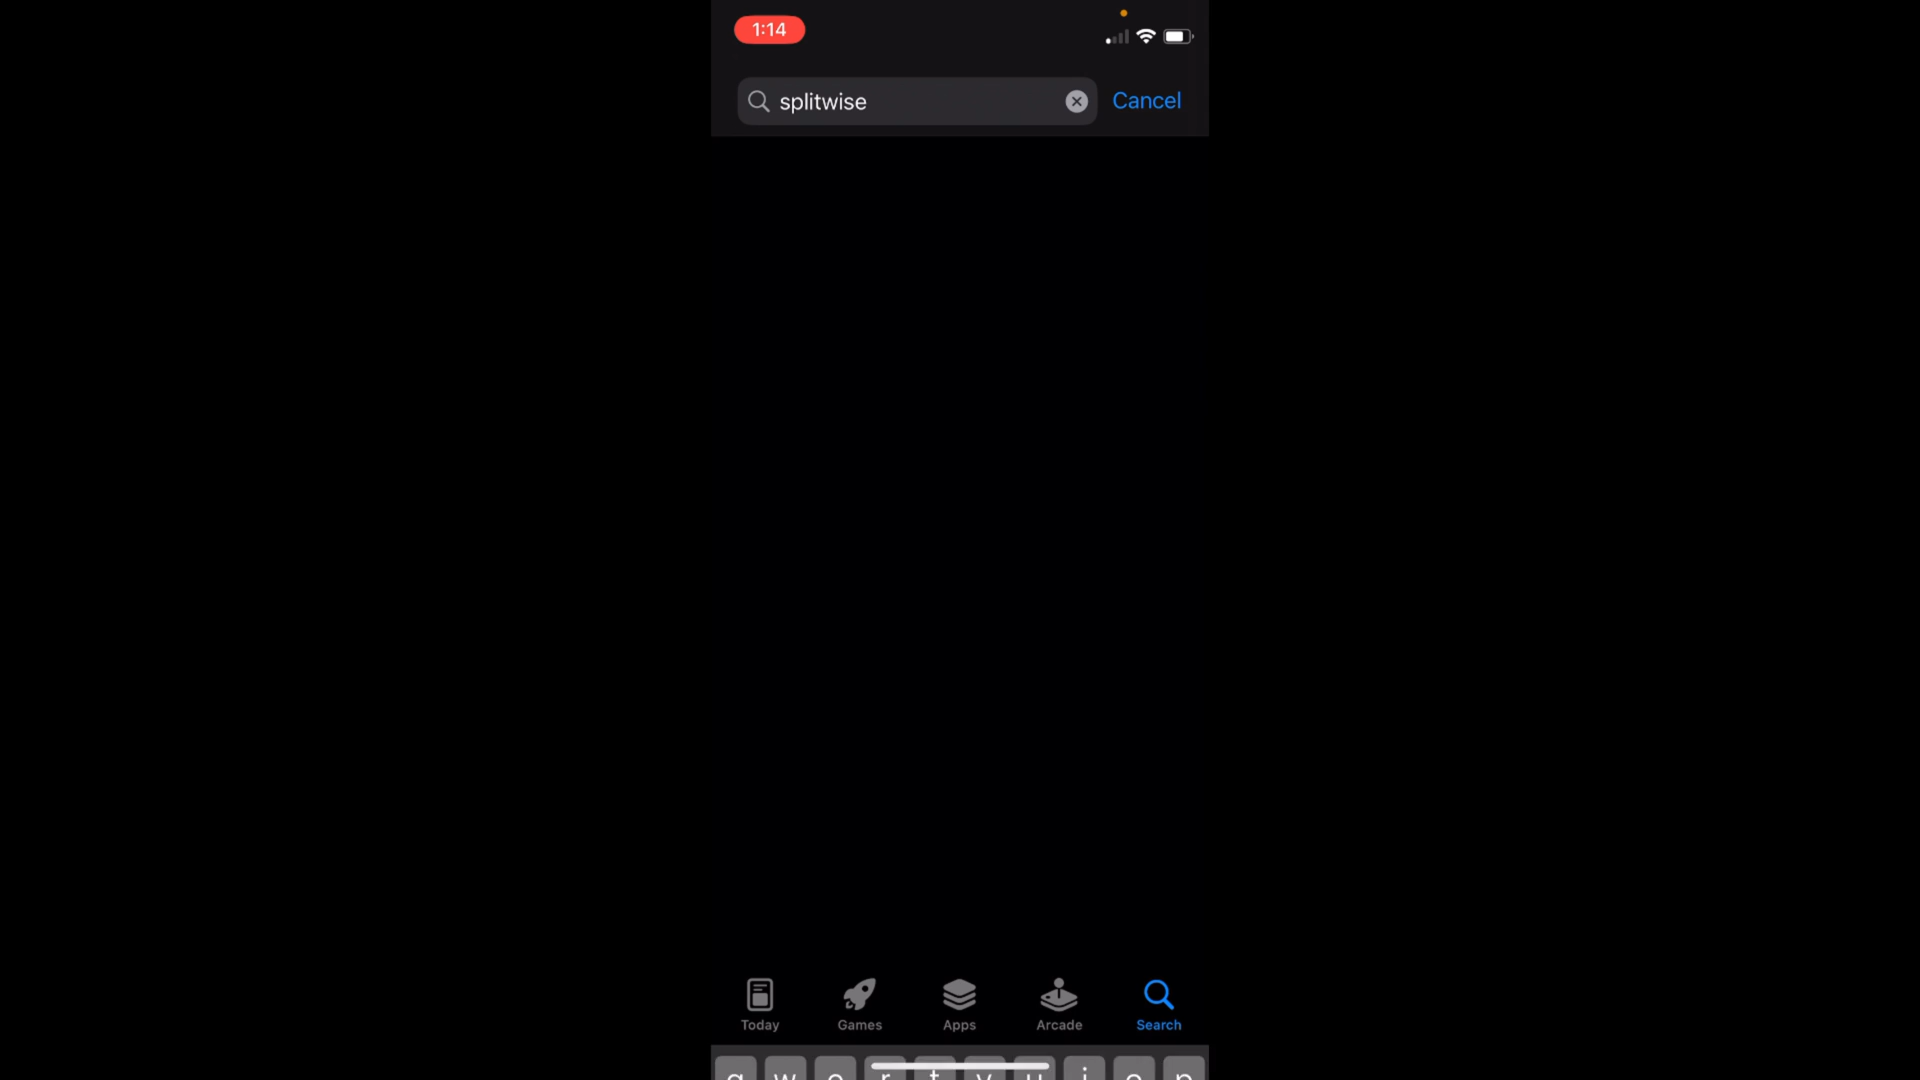 1:14
splitwise
Cancel
Today
Games
Apps
Arcade
Search
q w e r t y u i o p